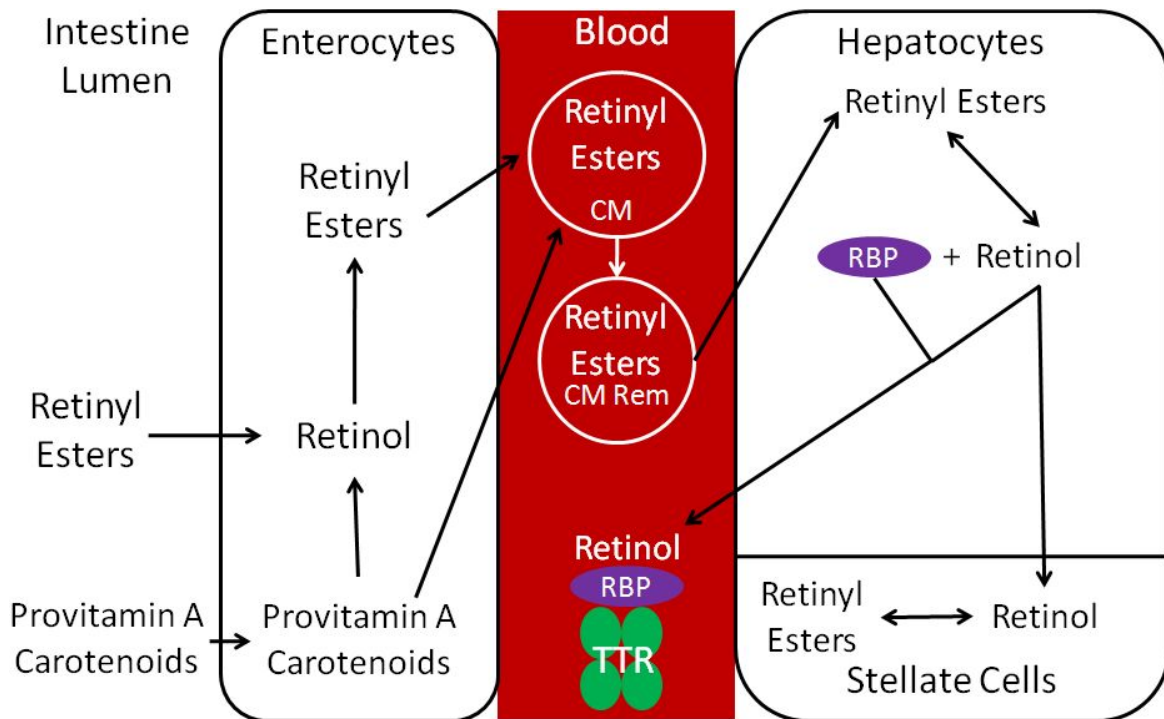 Intestine
Lumen
Retinyl
Esters
Provitamin A
Carotenoids
Enterocytes
Retinyl
Esters
Retinol
Provitamin A
Carotenoids
Blood
Retinyl
Esters
CM
Retinyl
Esters
CM Rem
Retinol
RBP
TTR
Hepatocytes
Retinyl Esters
RBP + Retinol
Retinyl
Esters
Retinol
Stellate Cells